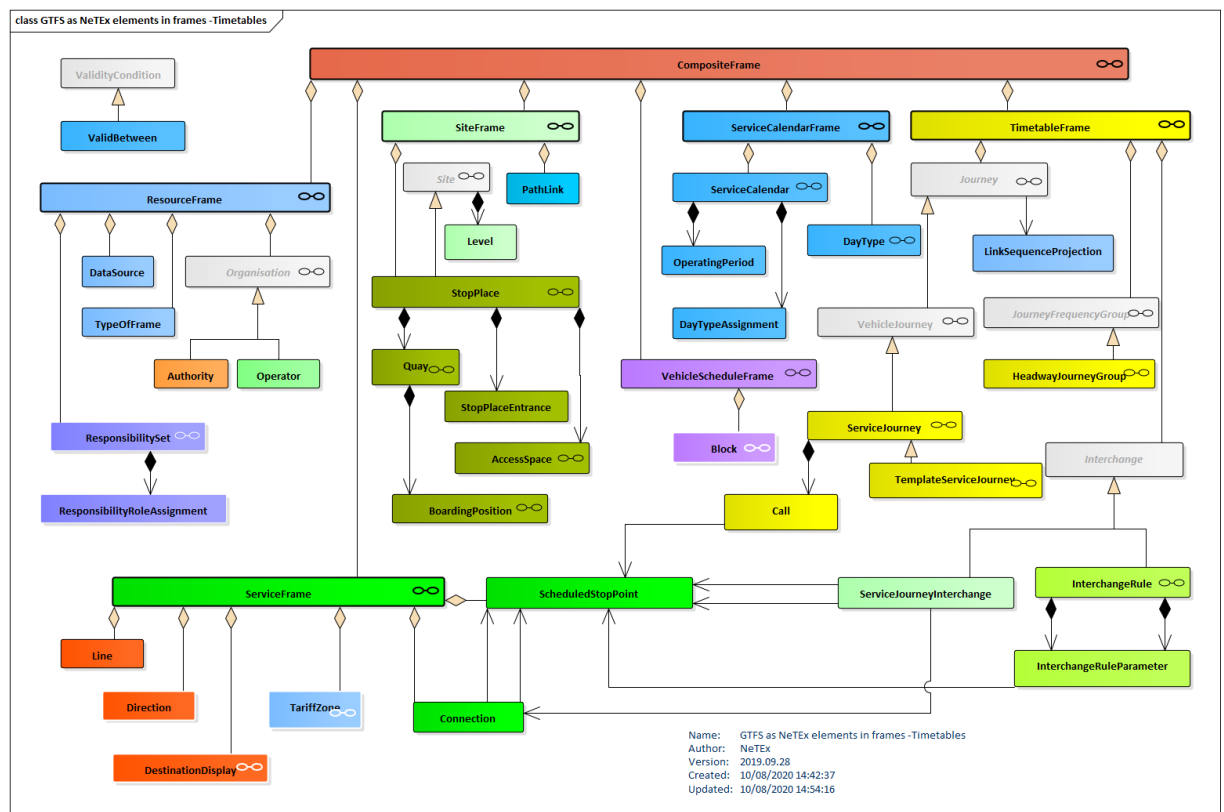 class GTFS as NeTEx elements in frames -Timetables
CompositeFrame
ValidityCondition
ValidBetween
SiteFrame
ServiceCalendarFrame
TimetableFrame
Site
PathLink
ServiceCalendar
Journey
ResourceFrame
Level
DayType
LinkSequenceProjection
DataSource
Organisation
OperatingPeriod
StopPlace
TypeOfFrame
DayTypeAssignment
VehicleJourney
JourneyFrequencyGroup
Authority
Operator
Quay
VehicleScheduleFrame
HeadwayJourneyGroup
StopPlaceEntrance
ResponsibilitySet
Block
ServiceJourney
AccessSpace
Interchange
TemplateServiceJourney
ResponsibilityRoleAssignment
BoardingPosition
Call
ServiceFrame
ScheduledStopPoint
ServiceJourneyInterchange
InterchangeRule
Line
InterchangeRuleParameter
Direction
TariffZone
Connection
DestinationDisplay
Name: GTFS as NeTEx elements in frames -Timetables
Author: NeTEx
Version: 2019.09.28
Created: 10/08/2020 14:42:37
Updated: 10/08/2020 14:54:16